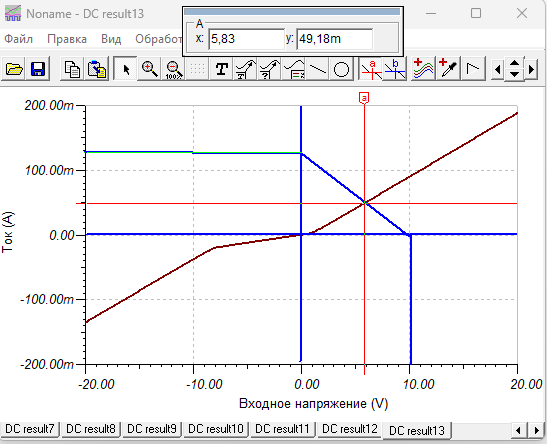 Noname - DC result13
A
x: 5,83 y: 49,18m
Файл Правка Вид
T
100%
a b
a
200.00m
100.00m
0.00
-100.00m
-200.00m
Ток (A)
-20.00 -10.00 0.00 10.00 20.00
Входное напряжение (V)
DC result7 DC result8 DC result9 DC result10 DC result11 DC result12 DC result13